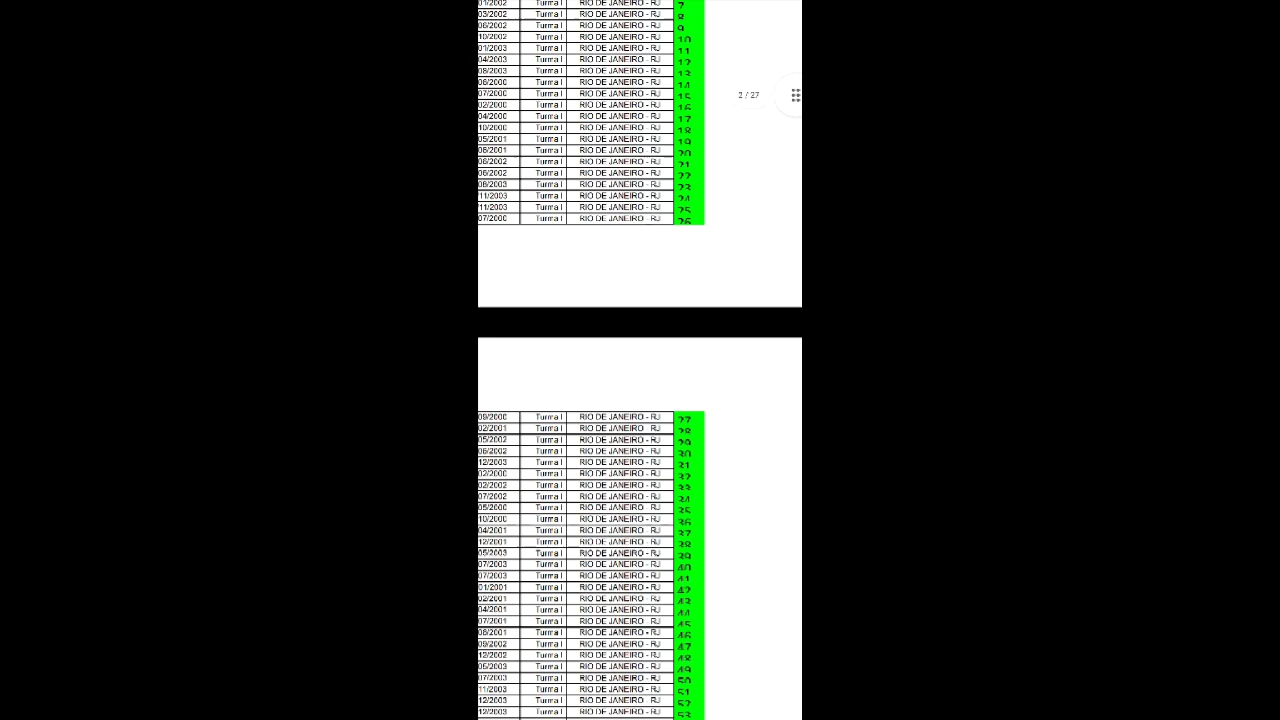 01/2002 Turma I RIO DE JANEIRO - RJ 7
03/2002 Turma I RIO DE JANEIRO - RJ 8
06/2002 Turma I RIO DE JANEIRO - RJ 9
10/2002 Turma I RIO DE JANEIRO - RJ 10
01/2003 Turma I RIO DE JANEIRO - RJ 11
04/2003 Turma I RIO DE JANEIRO - RJ 12
08/2003 Turma I RIO DE JANEIRO - RJ 13
06/2000 Turma I RIO DE JANEIRO - RJ 14
07/2000 Turma I RIO DE JANEIRO - RJ 15
2 / 27
02/2000 Turma I RIO DE JANEIRO - RJ 16
04/2000 Turma I RIO DE JANEIRO - RJ 17
10/2000 Turma I RIO DE JANEIRO - RJ 18
05/2001 Turma I RIO DE JANEIRO - RJ 19
06/2001 Turma I RIO DE JANEIRO - RJ 20
06/2002 Turma I RIO DE JANEIRO - RJ 21
06/2002 Turma I RIO DE JANEIRO - RJ 22
08/2003 Turma I RIO DE JANEIRO - RJ 23
/11/2003 Turma I RIO DE JANEIRO - RJ 24
/11/2003 Turma I RIO DE JANEIRO - RJ 25
07/2000 Turma I RIO DE JANEIRO - RJ 26
09/2000 Turma I RIO DE JANEIRO - RJ 27
02/2001 Turma I RIO DE JANEIRO - RJ 28
05/2002 Turma I RIO DE JANEIRO - RJ 29
06/2002 Turma I RIO DE JANEIRO - RJ 30
12/2003 Turma I RIO DE JANEIRO - RJ 31
02/2000 Turma I RIO DE JANEIRO - RJ 32
02/2002 Turma I RIO DE JANEIRO - RJ 33
07/2002 Turma I RIO DE JANEIRO - RJ 34
05/2000 Turma I RIO DE JANEIRO - RJ 35
10/2000 Turma I RIO DE JANEIRO - RJ 36
04/2001 Turma I RIO DE JANEIRO - RJ 37
12/2001 Turma I RIO DE JANEIRO - RJ 38
05/2003 Turma I RIO DE JANEIRO - RJ 39
07/2003 Turma I RIO DE JANEIRO - RJ 40
07/2003 Turma I RIO DE JANEIRO - RJ 41
01/2001 Turma I RIO DE JANEIRO - RJ 42
02/2001 Turma I RIO DE JANEIRO - RJ 43
04/2001 Turma I RIO DE JANEIRO - RJ 44
07/2001 Turma I RIO DE JANEIRO - RJ 45
08/2001 Turma I RIO DE JANEIRO - RJ 46
09/2002 Turma I RIO DE JANEIRO - RJ 47
12/2002 Turma I RIO DE JANEIRO - RJ 48
05/2003 Turma I RIO DE JANEIRO - RJ 49
07/2003 Turma I RIO DE JANEIRO - RJ 50
11/2003 Turma I RIO DE JANEIRO - RJ 51
12/2003 Turma I RIO DE JANEIRO - RJ 52
12/2003 Turma I RIO DE JANEIRO - RJ 53